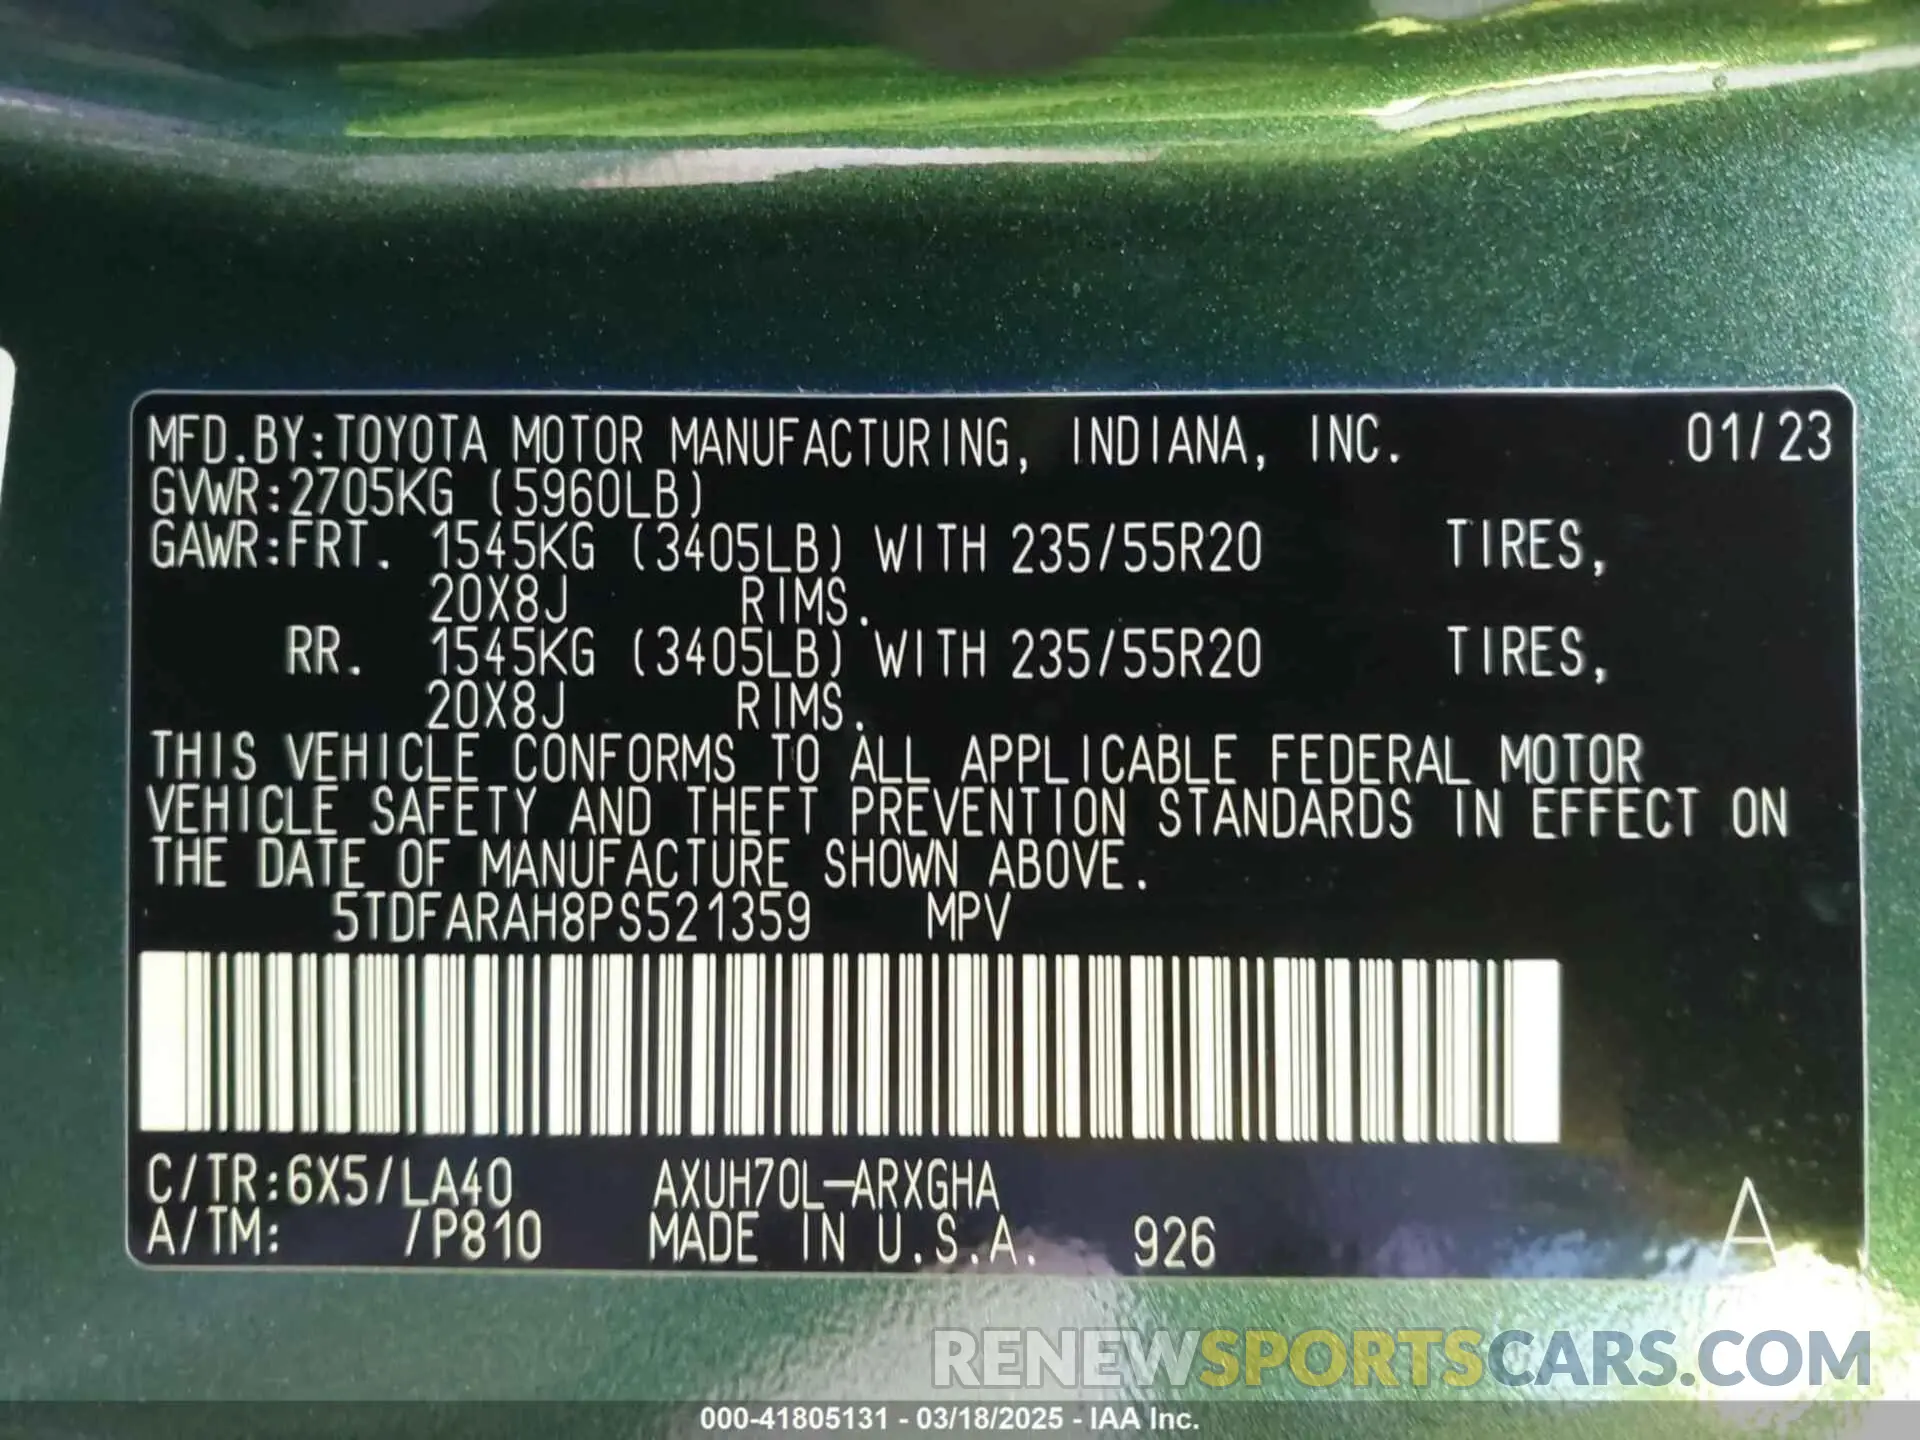 MFD.BY:TOYOTA MOTOR MANUFACTURING, INDIANA, INC. 01/23
GVWR:2705KG (5960LB)
GAWR:FRT. 1545KG (3405LB) WITH 235/55R20 TIRES,
20X8J RIMS.
RR. 1545KG (3405LB) WITH 235/55R20 TIRES,
20X8J RIMS.
THIS VEHICLE CONFORMS TO ALL APPLICABLE FEDERAL MOTOR
VEHICLE SAFETY AND THEFT PREVENTION STANDARDS IN EFFECT ON
THE DATE OF MANUFACTURE SHOWN ABOVE.
5TDFARAH8PS521359 MPV
C/TR:6X5/LA40 AXUH70L-ARXGHA
A/TM: /P810 MADE IN U.S.A. 926 A
RENEWSPORTSCARS.COM
000-41805131 - 03/18/2025 - IAA Inc.